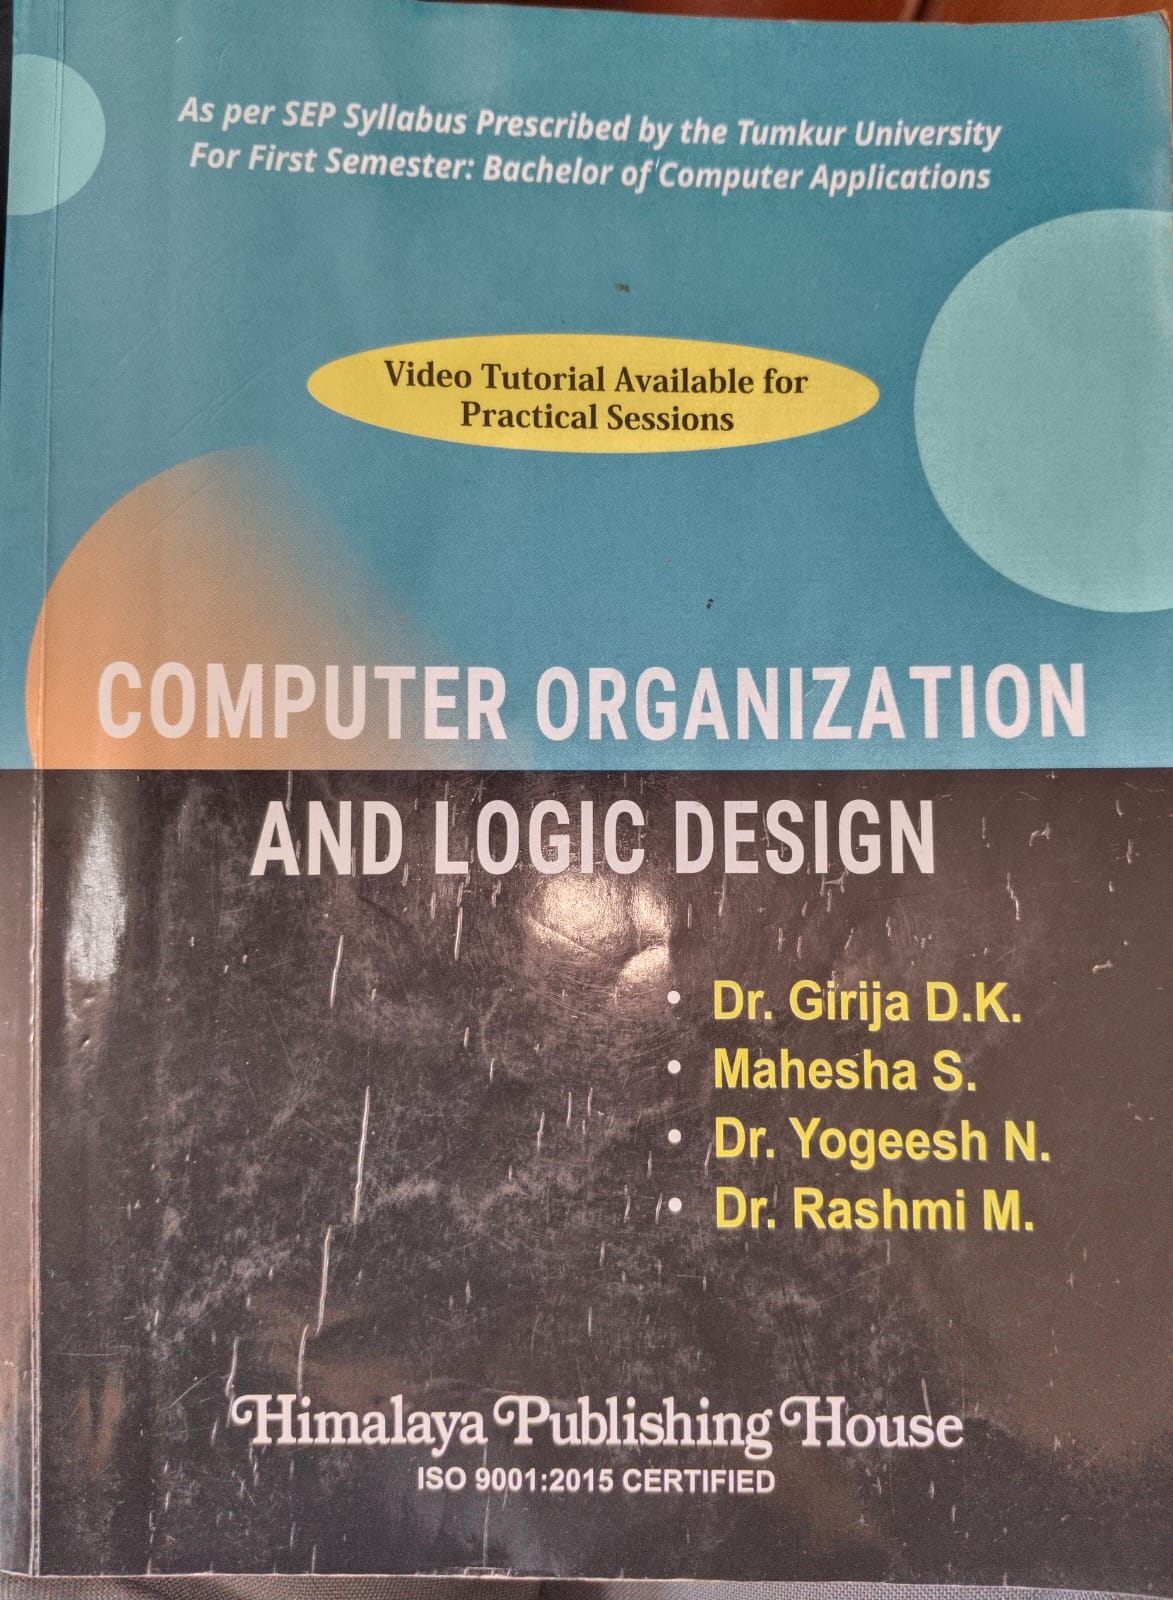 As per SEP Syllabus Prescribed by the Tumkur University
For First Semester: Bachelor of Computer Applications
Video Tutorial Available for
Practical Sessions
COMPUTER ORGANIZATION
AND LOGIC DESIGN
• Dr. Girija D.K.
• Mahesha S.
• Dr. Yogeesh N.
• Dr. Rashmi M.
Himalaya Publishing House
ISO 9001:2015 CERTIFIED